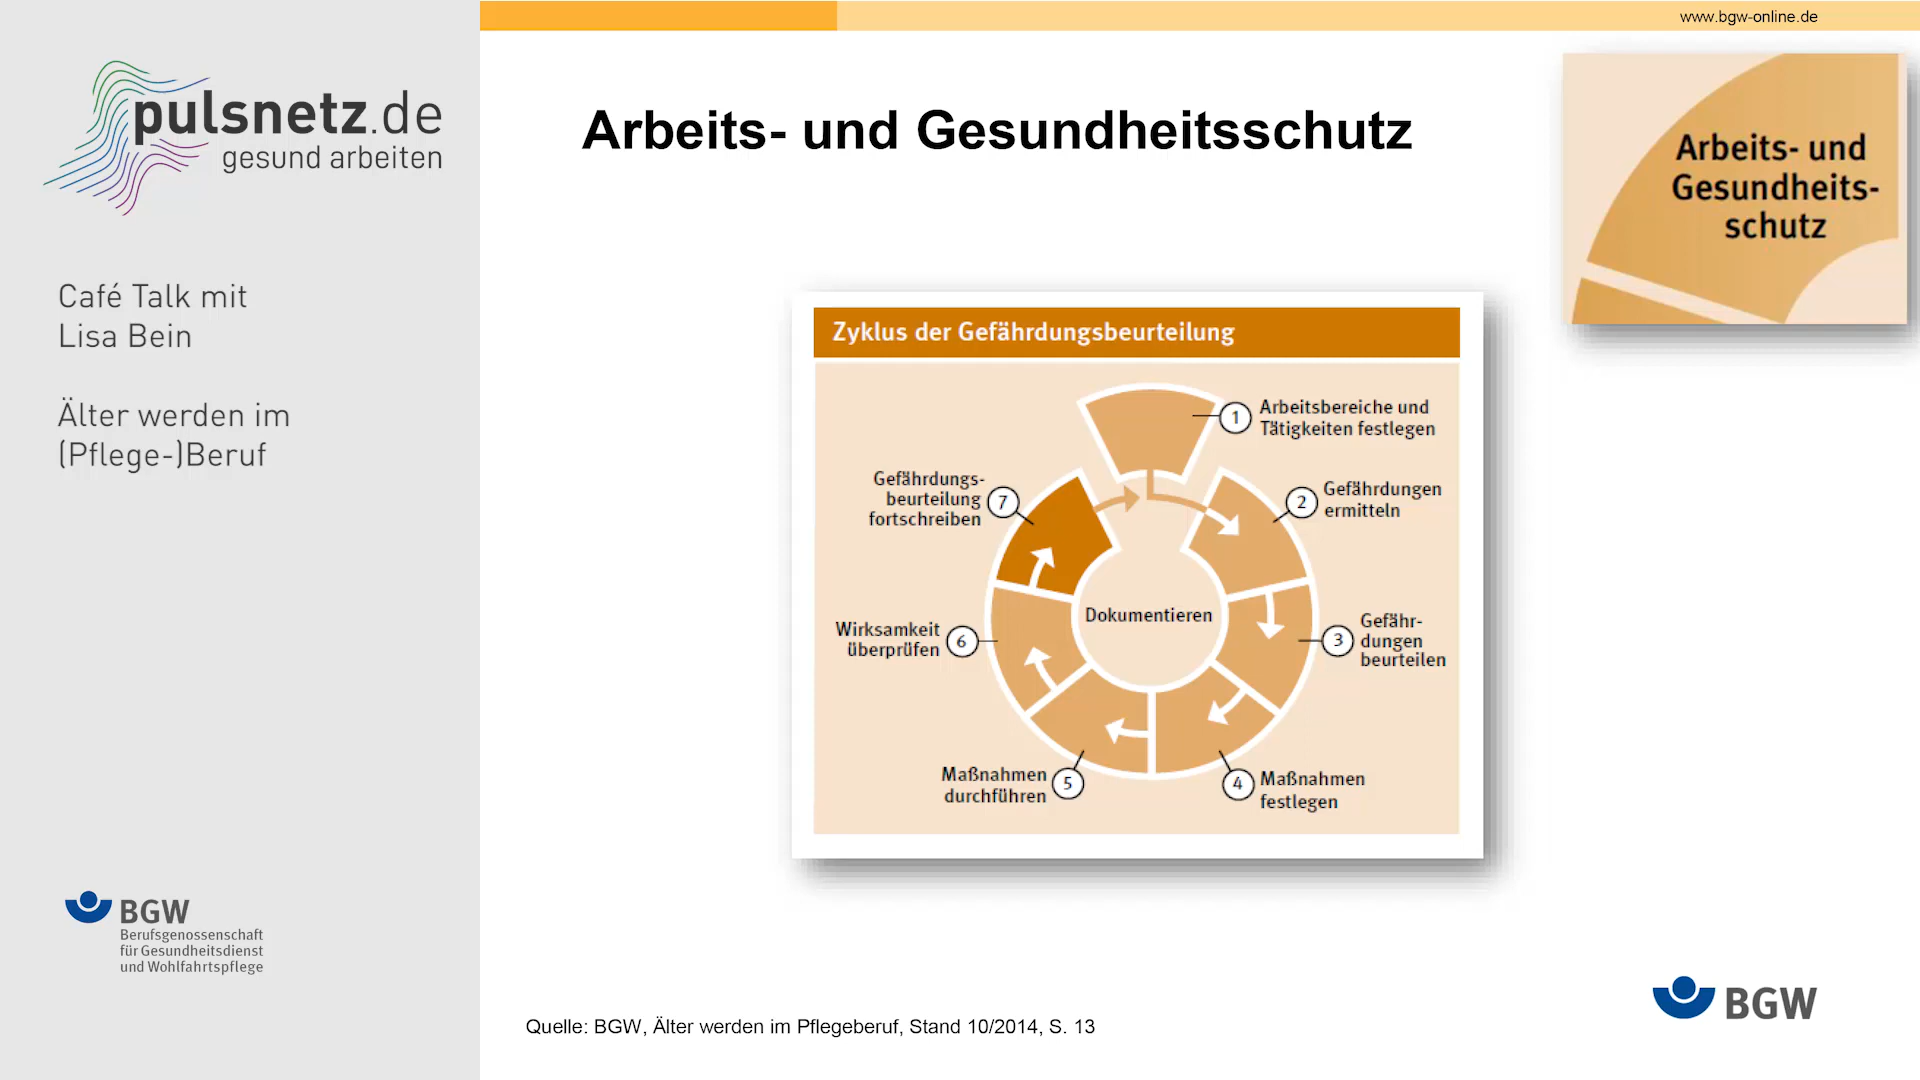 pulsnetz.de
gesund arbeiten
Café Talk mit
Lisa Bein
Älter werden im
(Pflege-)Beruf
BGW
Berufsgenossenschaft
für Gesundheitsdienst
und Wohlfahrtspflege
www.bgw-online.de
Arbeits- und Gesundheitsschutz
Arbeits- und
Gesundheits-
schutz
Zyklus der Gefährdungsbeurteilung
1 Arbeitsbereiche und
Tätigkeiten festlegen
2 Gefährdungen
ermitteln
3 Gefähr-
dungen
beurteilen
4 Maßnahmen
festlegen
5 Maßnahmen
durchführen
6 Wirksamkeit
überprüfen
7 Gefährdungs-
beurteilung
fortschreiben
Dokumentieren
Quelle: BGW, Älter werden im Pflegeberuf, Stand 10/2014, S. 13
BGW